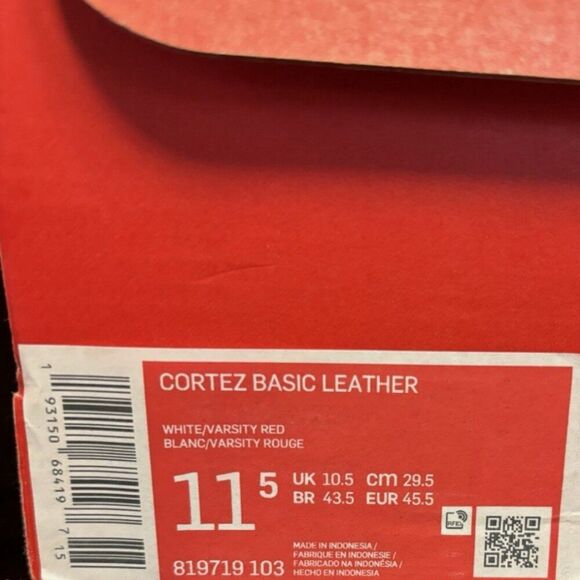 CORTEZ BASIC LEATHER
WHITE/VARSITY RED
BLANC/VARSITY ROUGE
11 5 UK 10.5 cm 29.5
BR 43.5 EUR 45.5
RFID
MADE IN INDONESIA /
FABRIQUE EN INDONESIE /
FABRICADO NA INDONÉSIA /
HECHO EN INDONESIA
819719 103
1 93150 68419 7 15